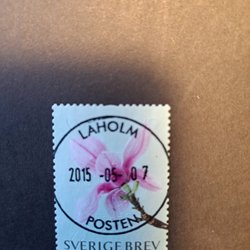 LAHOLM
2015 -05- 07
POSTEN
SVERIGE BREV